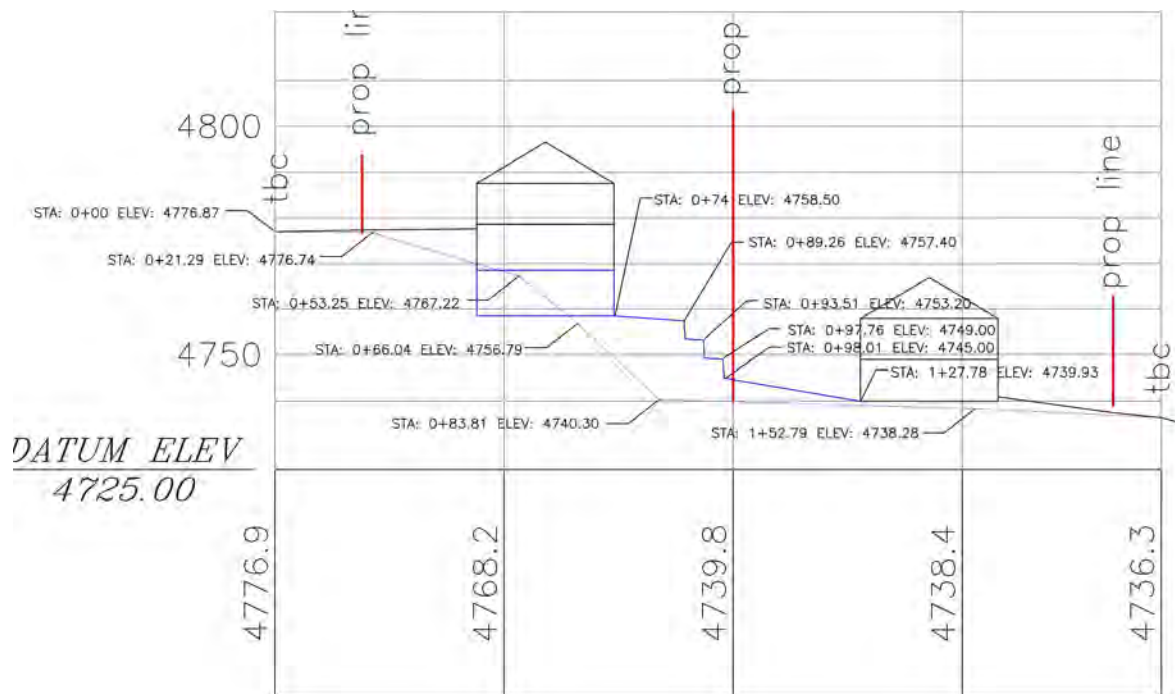 prop lin
prop
4800
tbc
prop line
STA: 0+74 ELEV: 4758.50
STA: 0+00 ELEV: 4776.87
STA: 0+89.26 ELEV: 4757.40
STA: 0+21.29 ELEV: 4776.74
STA: 0+53.25 ELEV: 4767.22
STA: 0+93.51 ELEV: 4753.20
STA: 0+97.76 ELEV: 4749.00
STA: 0+66.04 ELEV: 4756.79
STA: 0+98.01 ELEV: 4745.00
4750
STA: 1+27.78 ELEV: 4739.93
tbc
STA: 0+83.81 ELEV: 4740.30
STA: 1+52.79 ELEV: 4738.28
DATUM ELEV
4725.00
4776.9
4768.2
4739.8
4738.4
4736.3